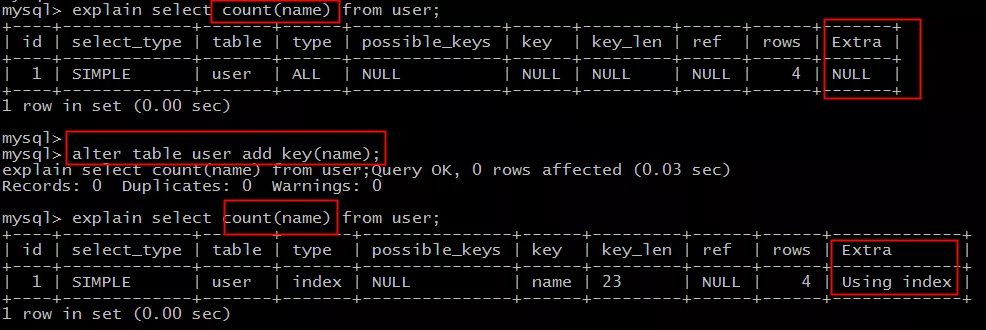 mysql> explain select count(name) from user;
+----+-------------+-------+------+---------------+------+---------+------+------+-------+
| id | select_type | table | type | possible_keys | key | key_len | ref | rows | Extra |
+----+-------------+-------+------+---------------+------+---------+------+------+-------+
| 1 | SIMPLE | user | ALL | NULL | NULL | NULL | NULL | 4 | NULL |
+----+-------------+-------+------+---------------+------+---------+------+------+-------+
1 row in set (0.00 sec)
mysql>
mysql> alter table user add key(name);
explain select count(name) from user;Query OK, 0 rows affected (0.03 sec)
Records: 0  Duplicates: 0  Warnings: 0
mysql> explain select count(name) from user;
+----+-------------+-------+-------+---------------+------+---------+------+------+-------------+
| id | select_type | table | type | possible_keys | key | key_len | ref | rows | Extra |
+----+-------------+-------+-------+---------------+------+---------+------+------+-------------+
| 1 | SIMPLE | user | index | NULL | name | 23 | NULL | 4 | Using index |
+----+-------------+-------+-------+---------------+------+---------+------+------+-------------+
1 row in set (0.00 sec)